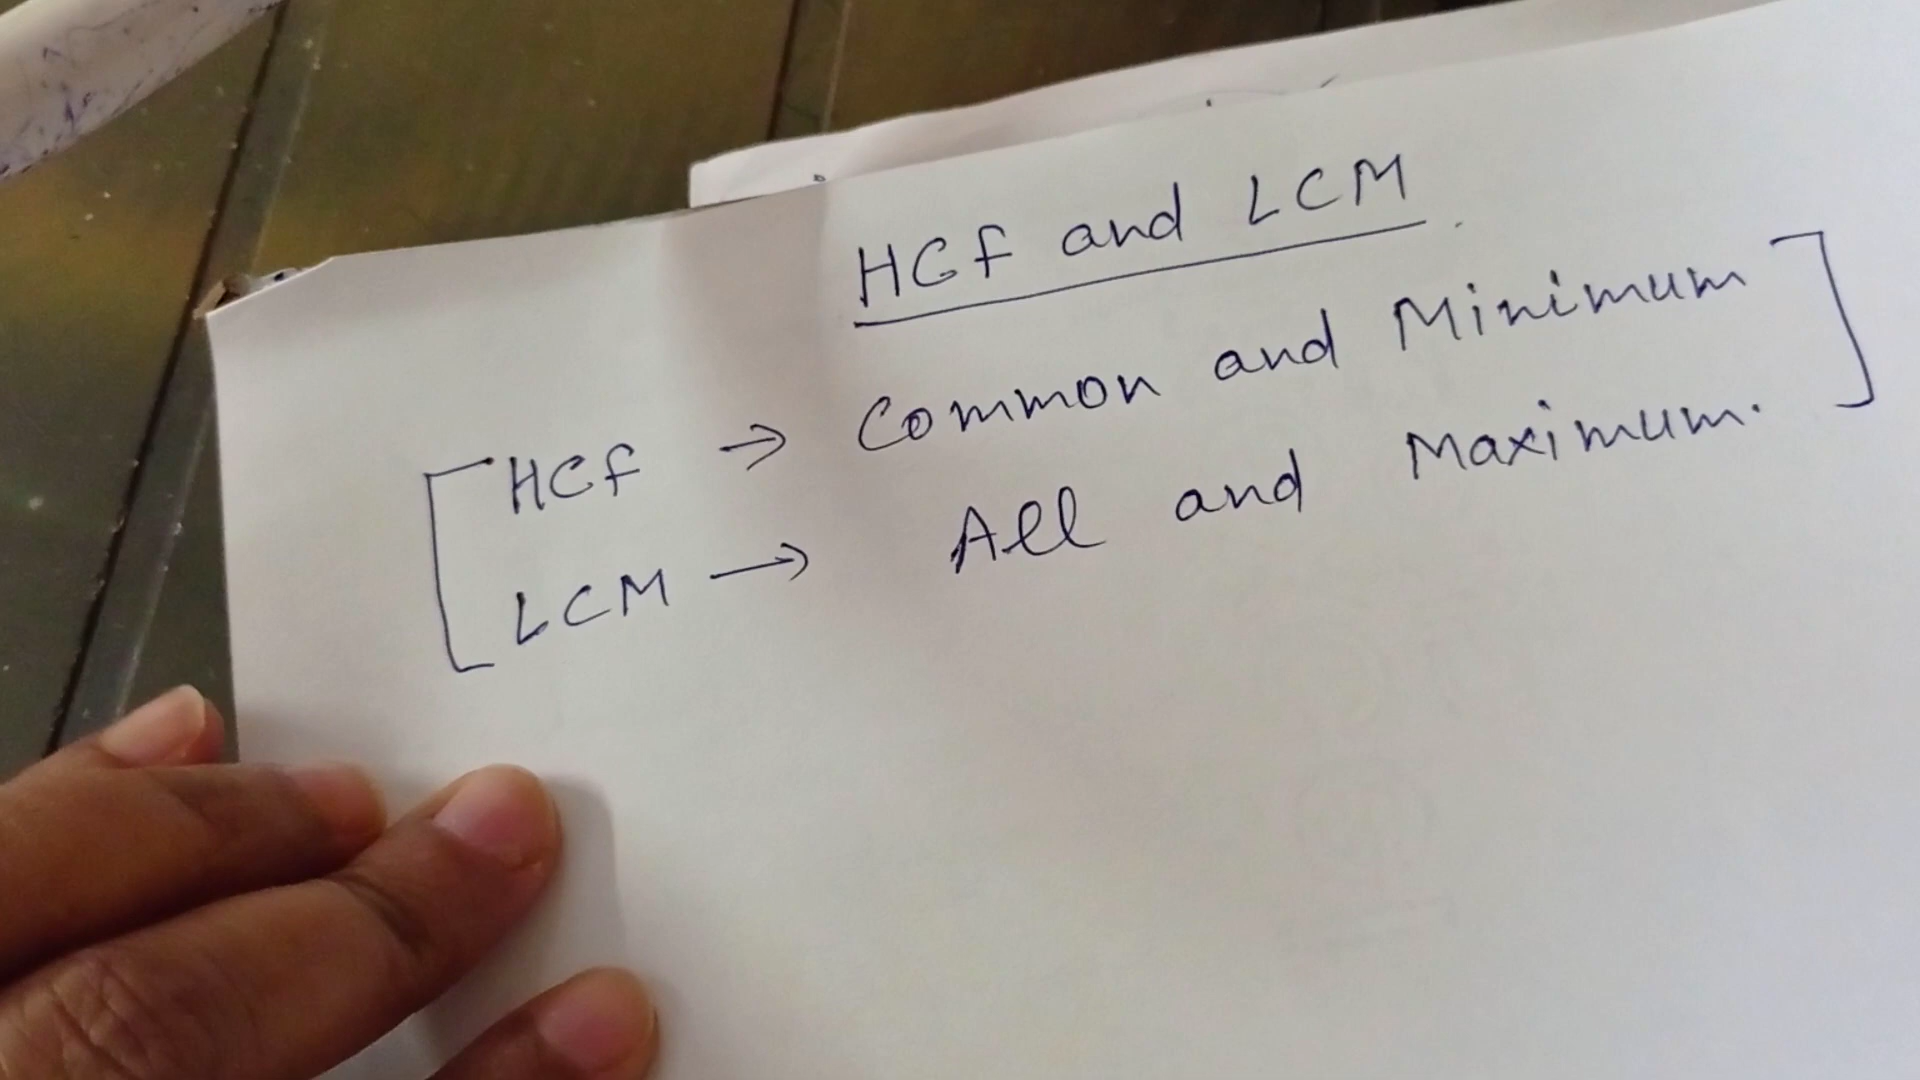 HCf and LCM
HCf → Common and Minimum
LCM → All and Maximum.